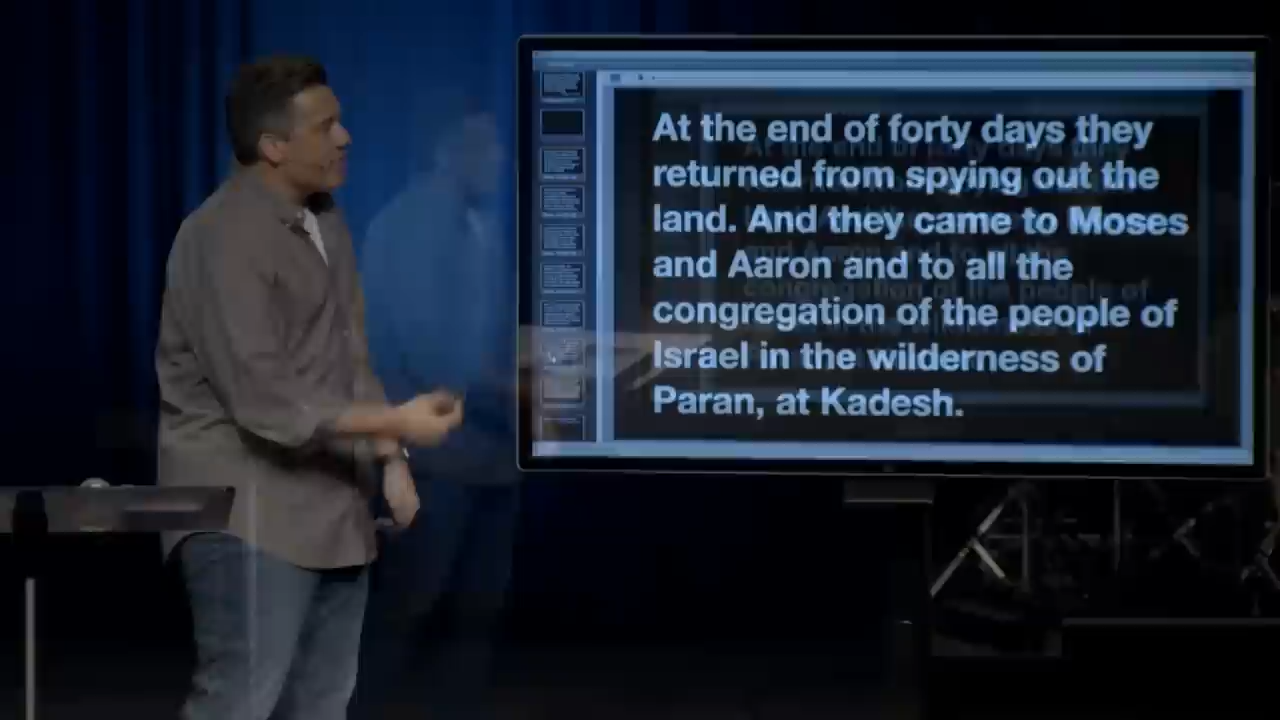 At the end of forty days they
returned from spying out the
land. And they came to Moses
and Aaron and to all the
congregation of the people of
Israel in the wilderness of
Paran, at Kadesh.